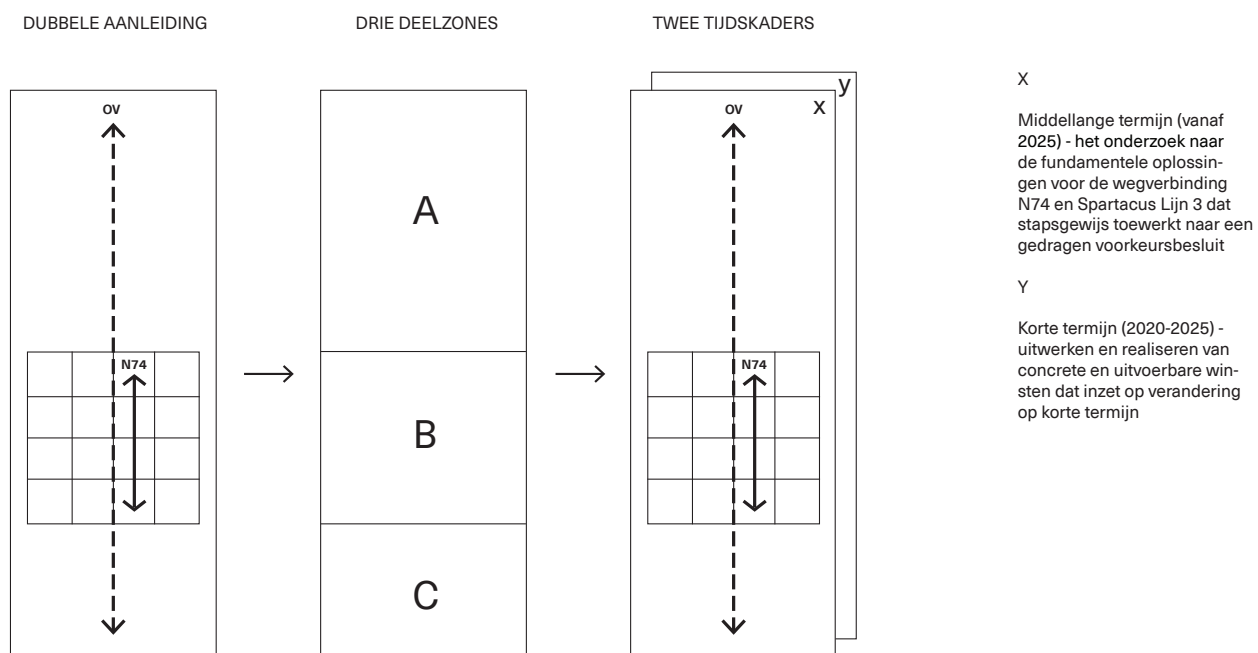 DUBBELE AANLEIDING
DRIE DEELZONES
TWEE TIJDSKADERS
OV
N74
A
B
C
y
x
OV
N74
X
Middellange termijn (vanaf
2025) - het onderzoek naar
de fundamentele oplossin-
gen voor de wegverbinding
N74 en Spartacus Lijn 3 dat
stapsgewijs toewerkt naar een
gedragen voorkeursbesluit
Y
Korte termijn (2020-2025) -
uitwerken en realiseren van
concrete en uitvoerbare win-
sten dat inzet op verandering
op korte termijn